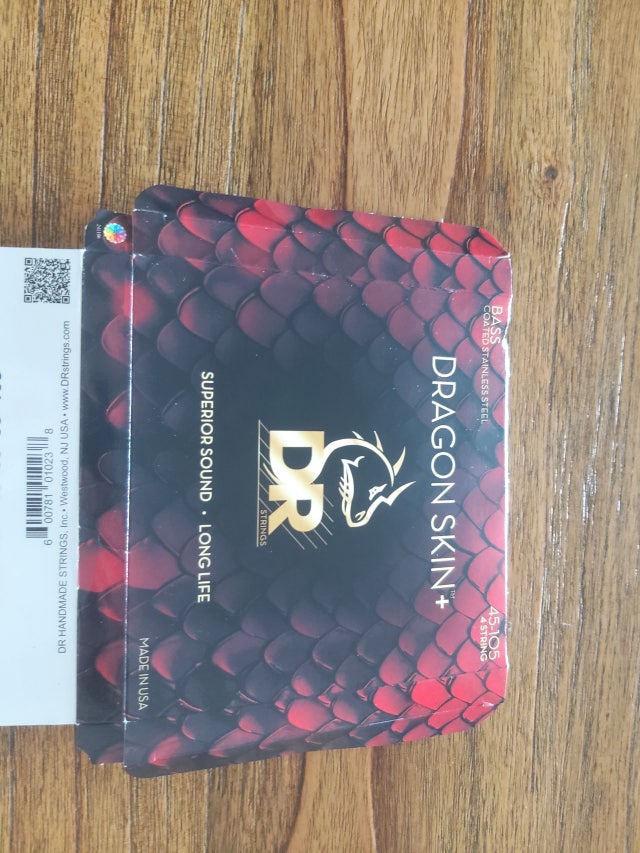 BASS
COATED STAINLESS STEEL
45-105
4 STRING
DRAGON SKIN+™
DR
STRINGS
SUPERIOR SOUND • LONG LIFE
MADE IN USA
6 00781 01023 8
DR HANDMADE STRINGS, Inc. • Westwood, NJ USA • www.DRstrings.com